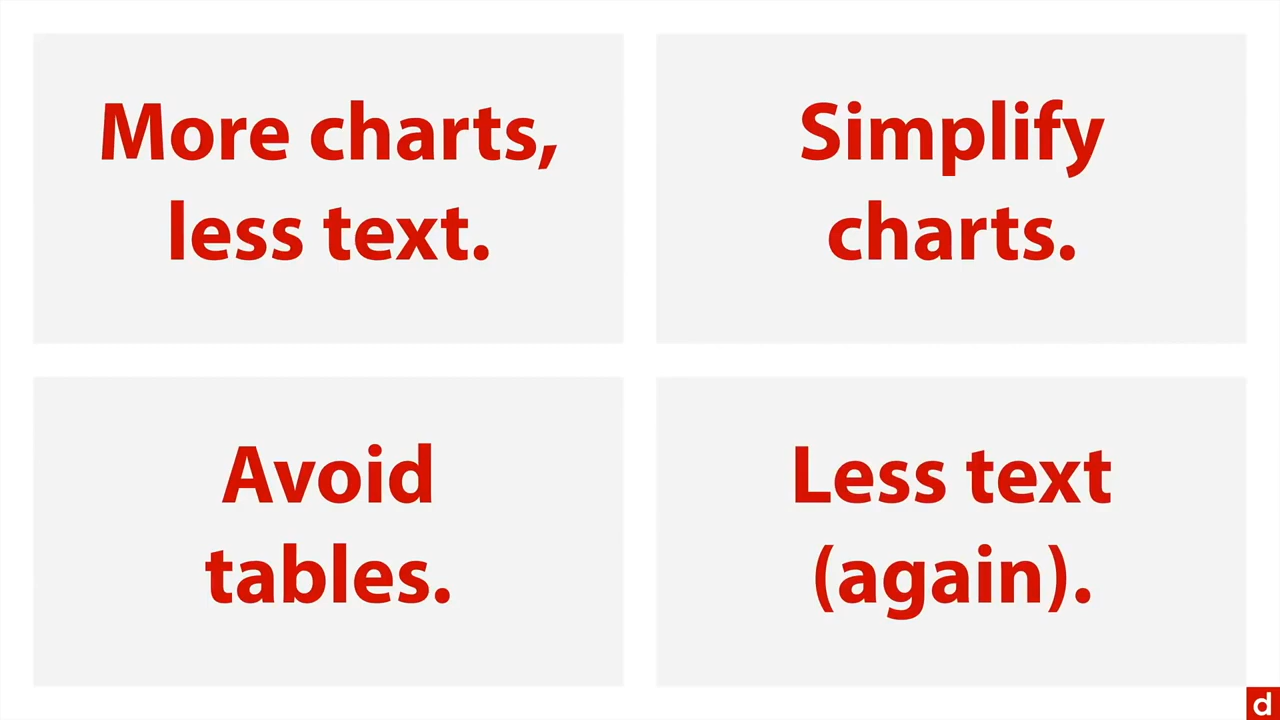 More charts,
less text.
Simplify
charts.
Avoid
tables.
Less text
(again).
d